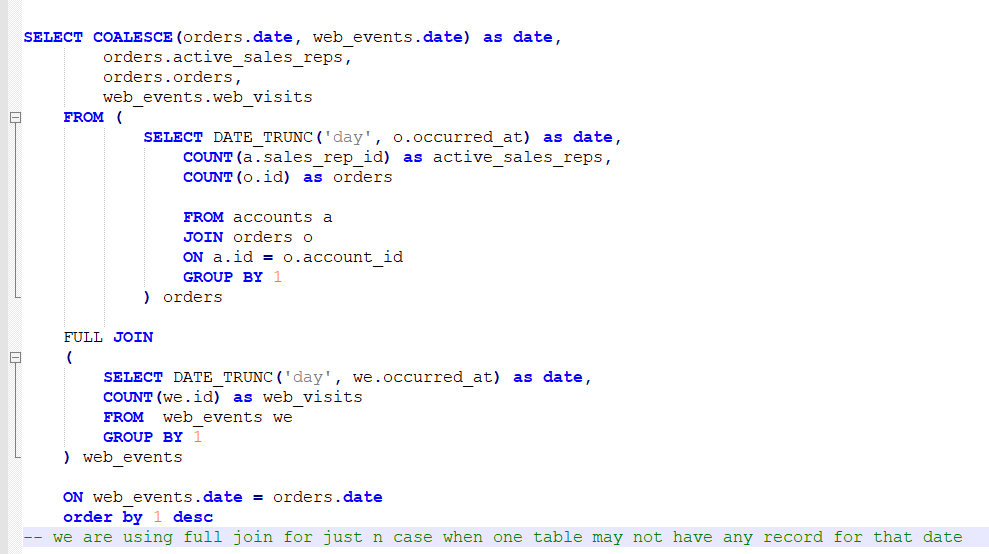 SELECT COALESCE(orders.date, web_events.date) as date,
orders.active_sales_reps,
orders.orders,
web_events.web_visits
FROM (
SELECT DATE_TRUNC('day', o.occurred_at) as date,
COUNT(a.sales_rep_id) as active_sales_reps,
COUNT(o.id) as orders
FROM accounts a
JOIN orders o
ON a.id = o.account_id
GROUP BY 1
) orders
FULL JOIN
(
SELECT DATE_TRUNC('day', we.occurred_at) as date,
COUNT(we.id) as web_visits
FROM  web_events we
GROUP BY 1
) web_events
ON web_events.date = orders.date
order by 1 desc
-- we are using full join for just n case when one table may not have any record for that date